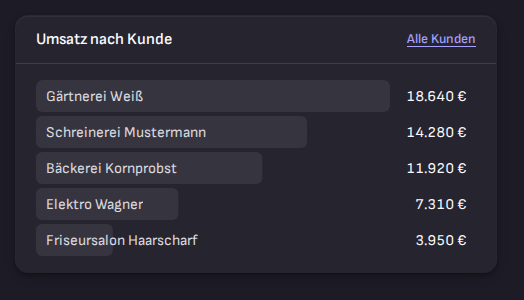 Umsatz nach Kunde
Alle Kunden
Gärtnerei Weiß 18.640 €
Schreinerei Mustermann 14.280 €
Bäckerei Kornprobst 11.920 €
Elektro Wagner 7.310 €
Friseursalon Haarscharf 3.950 €